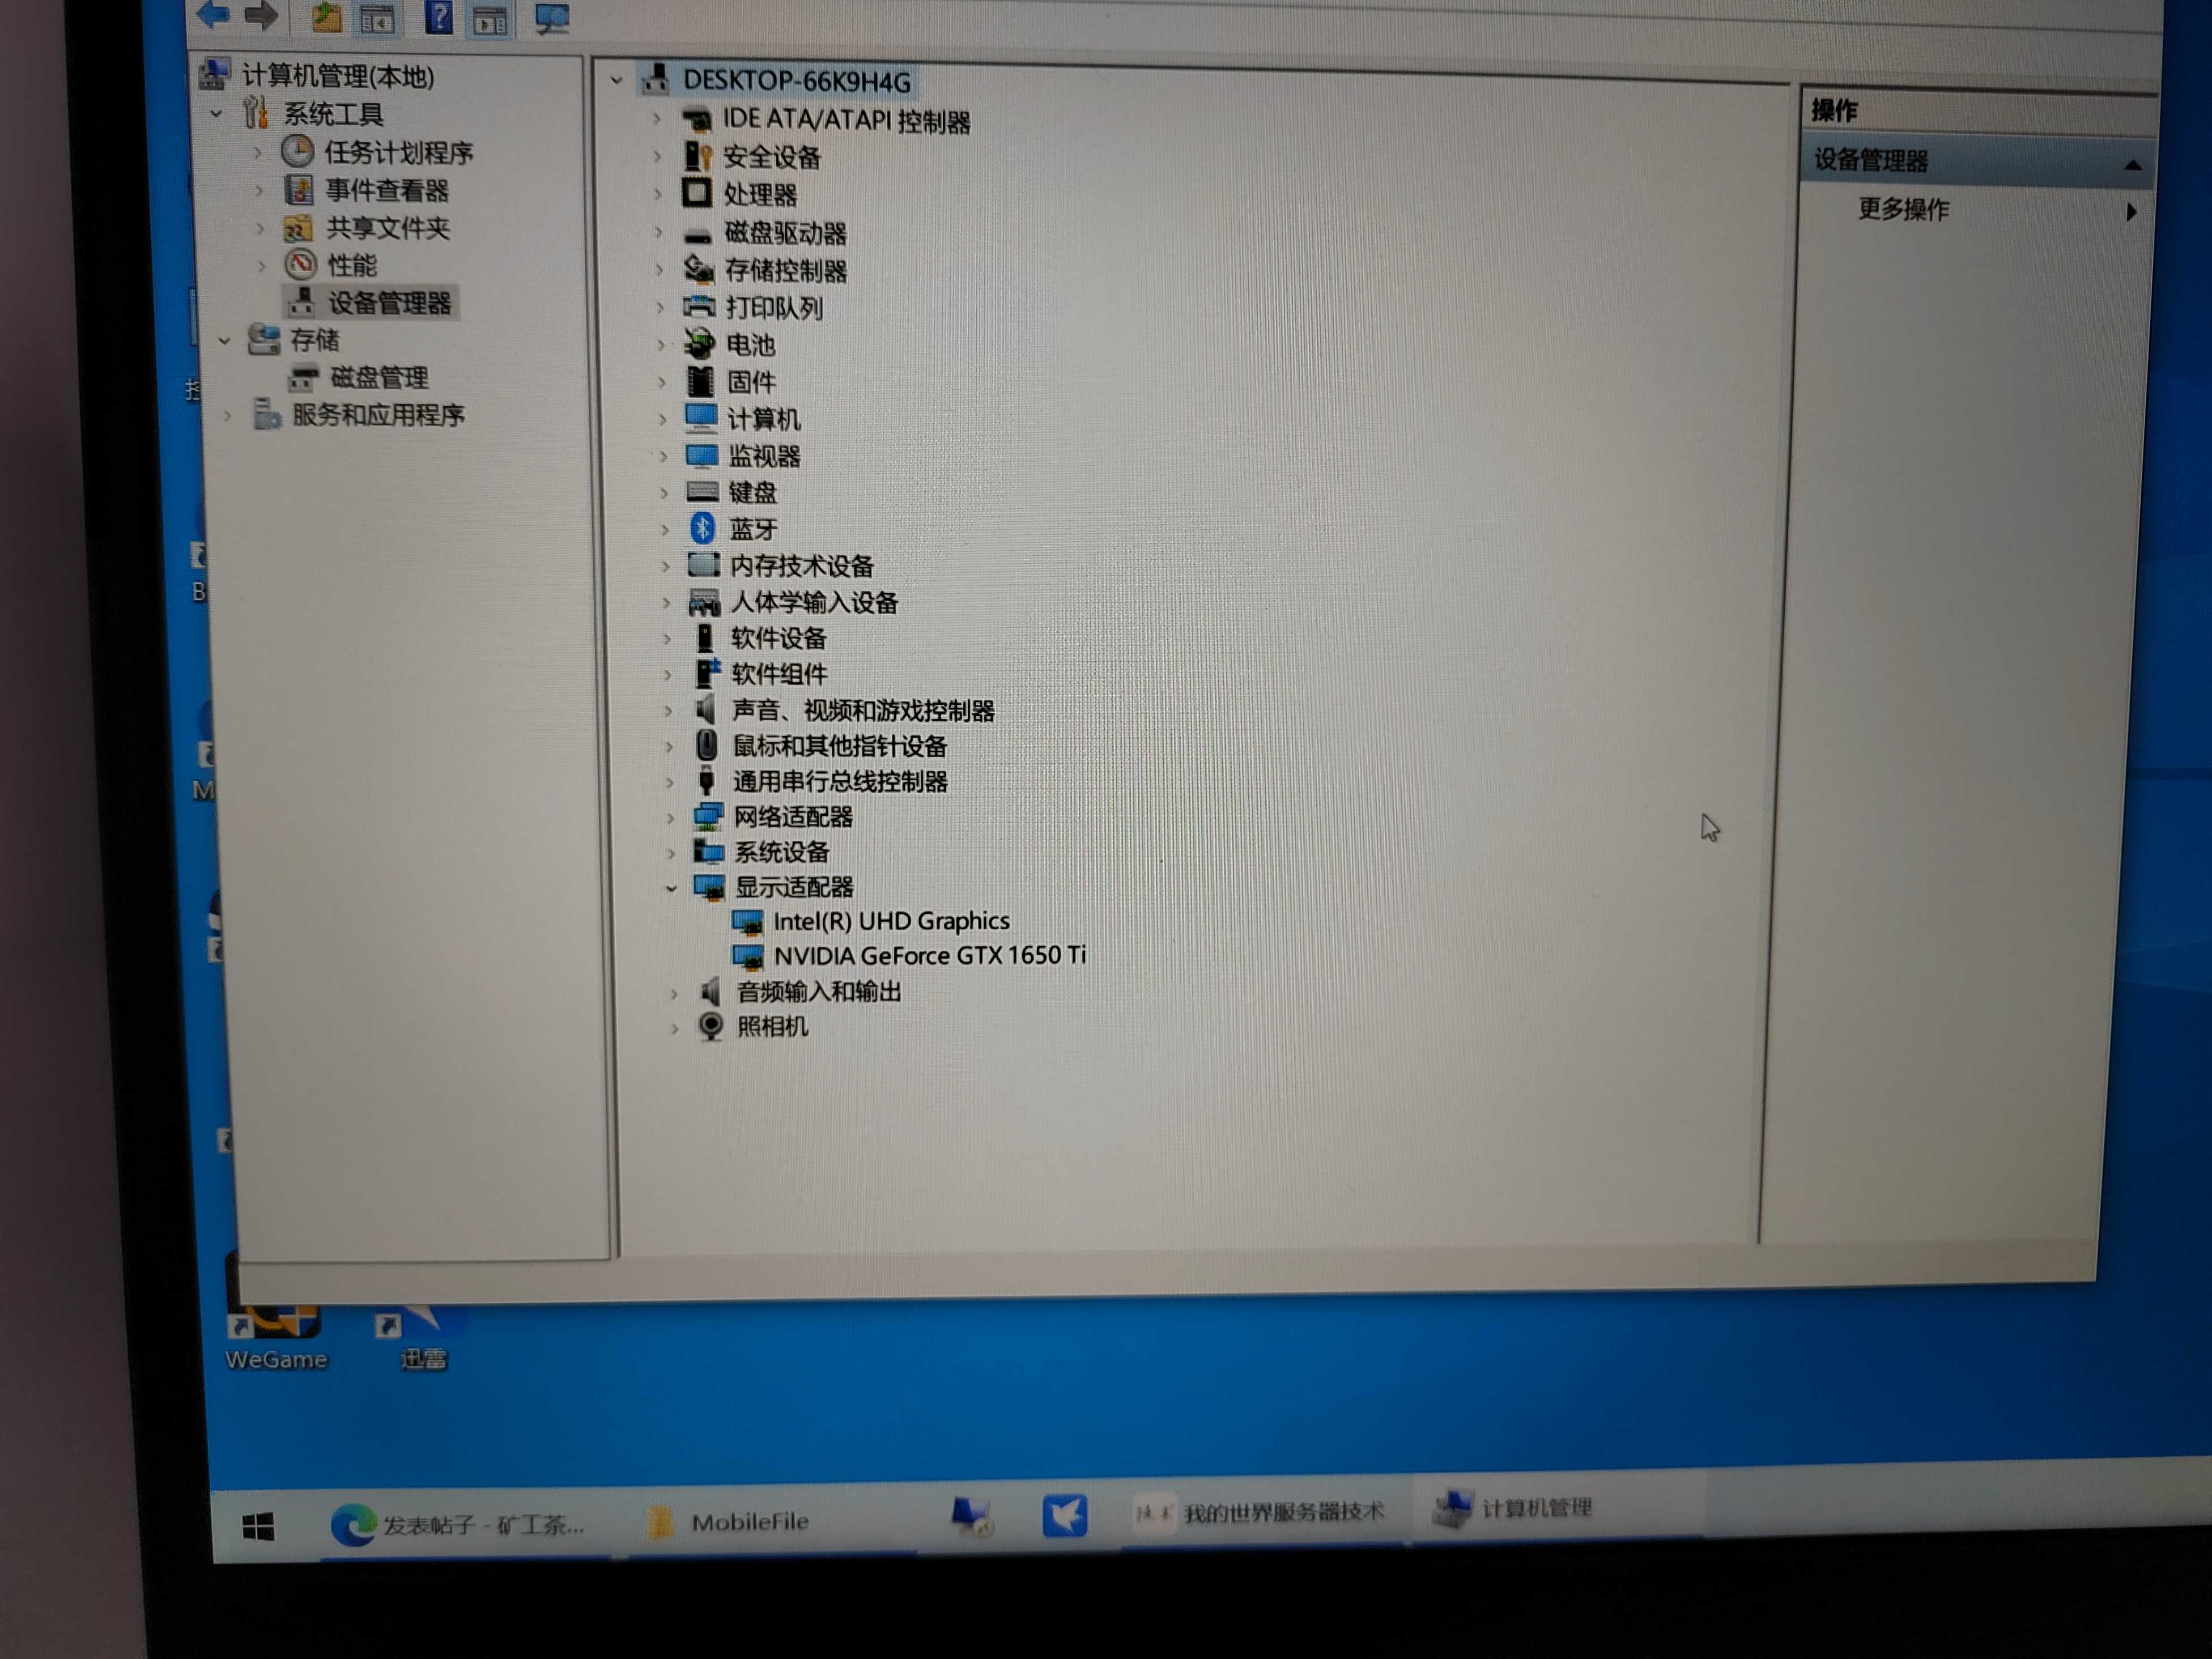 计算机管理(本地)
系统工具
任务计划程序
事件查看器
共享文件夹
性能
设备管理器
存储
磁盘管理
服务和应用程序
DESKTOP-66K9H4G
IDE ATA/ATAPI 控制器
安全设备
处理器
磁盘驱动器
存储控制器
打印队列
电池
固件
计算机
监视器
键盘
蓝牙
内存技术设备
人体学输入设备
软件设备
软件组件
声音、视频和游戏控制器
鼠标和其他指针设备
通用串行总线控制器
网络适配器
系统设备
显示适配器
Intel(R) UHD Graphics
NVIDIA GeForce GTX 1650 Ti
音频输入和输出
照相机
操作
设备管理器
更多操作
控
B
M
WeGame
迅雷
发表帖子 - 矿工茶...
MobileFile
我的世界服务器技术
计算机管理